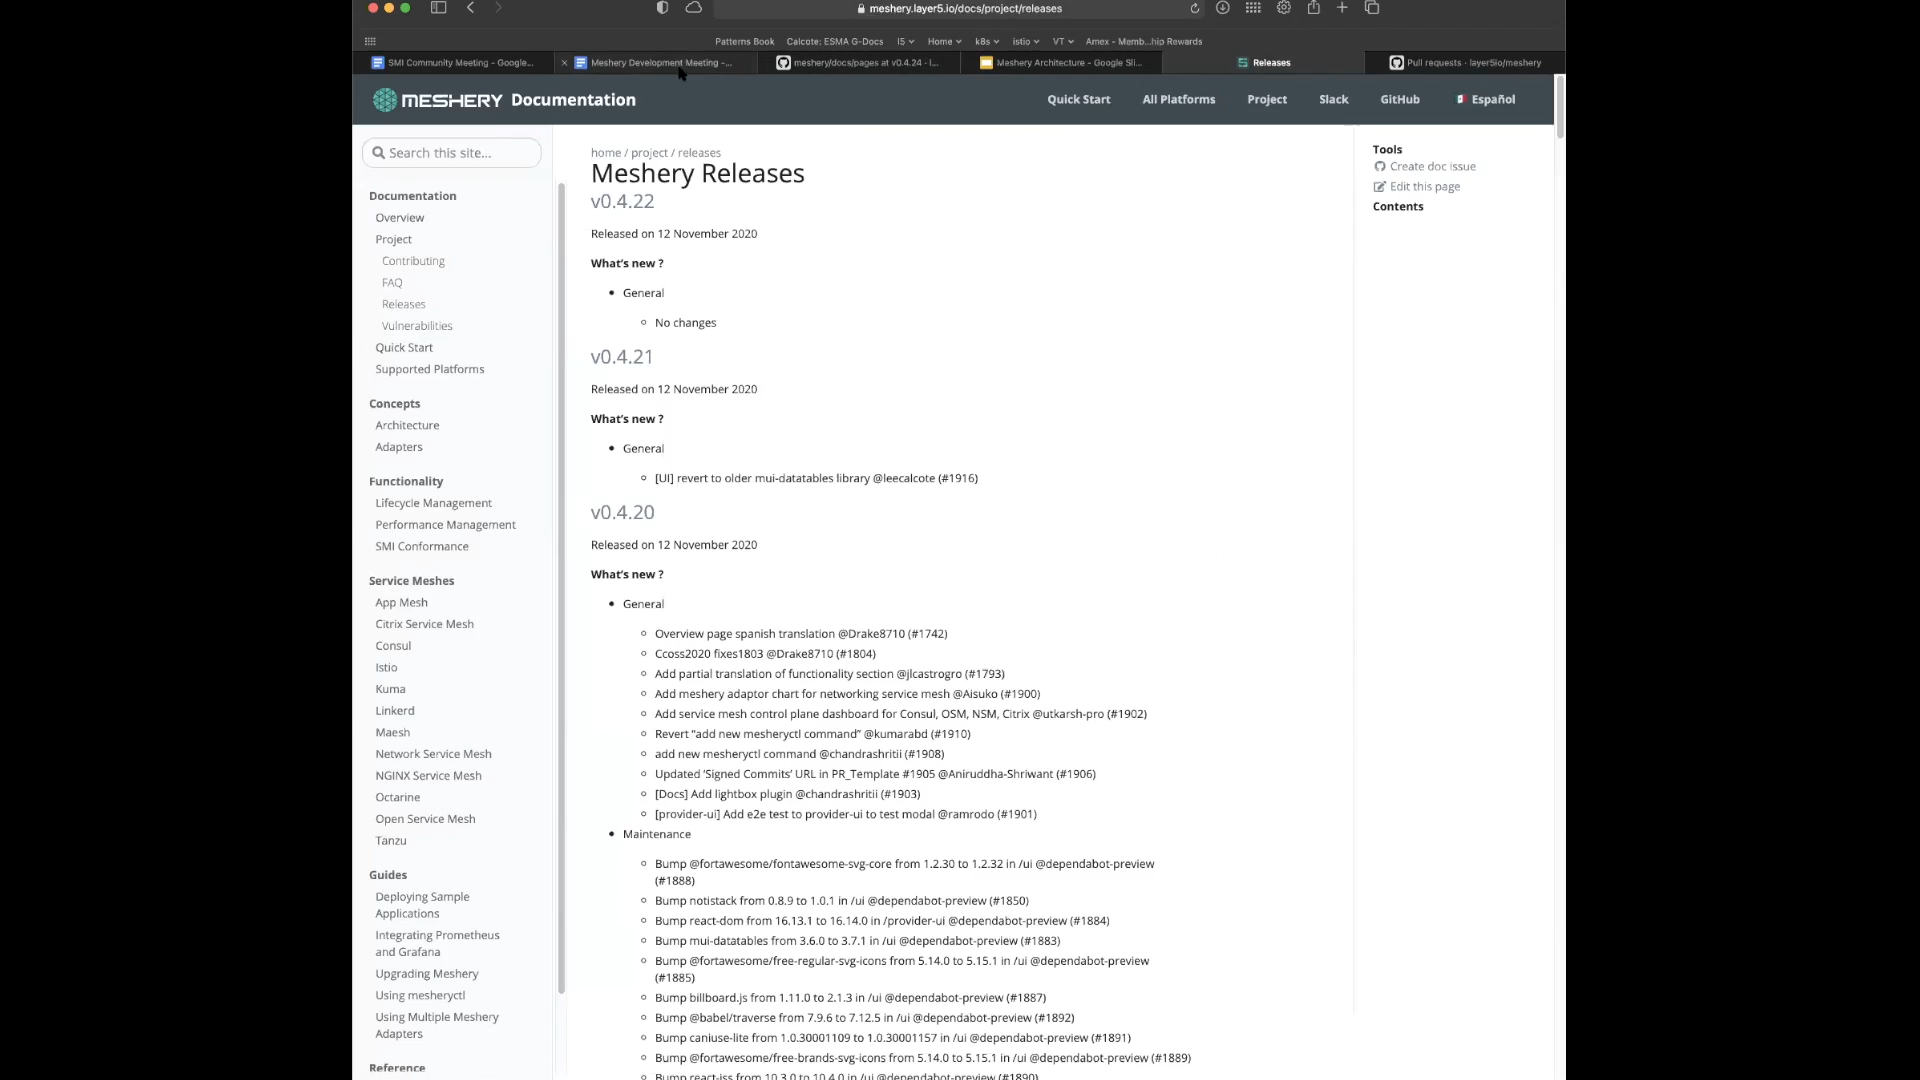 meshery.layer5.io/docs/project/releases
Patterns Book Calcote: ESMA G-Docs l5 Home k8s istio VT Amex - Memb...hip Rewards
SMI Community Meeting - Google... Meshery Development Meeting -... meshery/docs/pages at v0.4.24 · l... Meshery Architecture - Google Sli... Releases Pull requests · layer5io/meshery
MESHERY Documentation
Quick Start All Platforms Project Slack GitHub Español
Search this site...
Documentation
Overview
Project
Contributing
FAQ
Releases
Vulnerabilities
Quick Start
Supported Platforms
Concepts
Architecture
Adapters
Functionality
Lifecycle Management
Performance Management
SMI Conformance
Service Meshes
App Mesh
Citrix Service Mesh
Consul
Istio
Kuma
Linkerd
Maesh
Network Service Mesh
NGINX Service Mesh
Octarine
Open Service Mesh
Tanzu
Guides
Deploying Sample
Applications
Integrating Prometheus
and Grafana
Upgrading Meshery
Using mesheryctl
Using Multiple Meshery
Adapters
Reference
home / project / releases
Meshery Releases
v0.4.22
Released on 12 November 2020
What's new ?
• General
◦ No changes
v0.4.21
Released on 12 November 2020
What's new ?
• General
◦ [UI] revert to older mui-datatables library @leecalcote (#1916)
v0.4.20
Released on 12 November 2020
What's new ?
• General
◦ Overview page spanish translation @Drake8710 (#1742)
◦ Ccoss2020 fixes1803 @Drake8710 (#1804)
◦ Add partial translation of functionality section @jlcastrogro (#1793)
◦ Add meshery adaptor chart for networking service mesh @Aisuko (#1900)
◦ Add service mesh control plane dashboard for Consul, OSM, NSM, Citrix @utkarsh-pro (#1902)
◦ Revert “add new mesheryctl command” @kumarabd (#1910)
◦ add new mesheryctl command @chandrashritii (#1908)
◦ Updated ‘Signed Commits’ URL in PR_Template #1905 @Aniruddha-Shriwant (#1906)
◦ [Docs] Add lightbox plugin @chandrashritii (#1903)
◦ [provider-ui] Add e2e test to provider-ui to test modal @ramrodo (#1901)
• Maintenance
◦ Bump @fortawesome/fontawesome-svg-core from 1.2.30 to 1.2.32 in /ui @dependabot-preview
(#1888)
◦ Bump notistack from 0.8.9 to 1.0.1 in /ui @dependabot-preview (#1850)
◦ Bump react-dom from 16.13.1 to 16.14.0 in /provider-ui @dependabot-preview (#1884)
◦ Bump mui-datatables from 3.6.0 to 3.7.1 in /ui @dependabot-preview (#1883)
◦ Bump @fortawesome/free-regular-svg-icons from 5.14.0 to 5.15.1 in /ui @dependabot-preview
(#1885)
◦ Bump billboard.js from 1.11.0 to 2.1.3 in /ui @dependabot-preview (#1887)
◦ Bump @babel/traverse from 7.9.6 to 7.12.5 in /ui @dependabot-preview (#1892)
◦ Bump caniuse-lite from 1.0.30001109 to 1.0.30001157 in /ui @dependabot-preview (#1891)
◦ Bump @fortawesome/free-brands-svg-icons from 5.14.0 to 5.15.1 in /ui @dependabot-preview (#1889)
◦ Bump react-jss from 10.3.0 to 10.4.0 in /ui @dependabot-preview (#1890)
Tools
Create doc issue
Edit this page
Contents